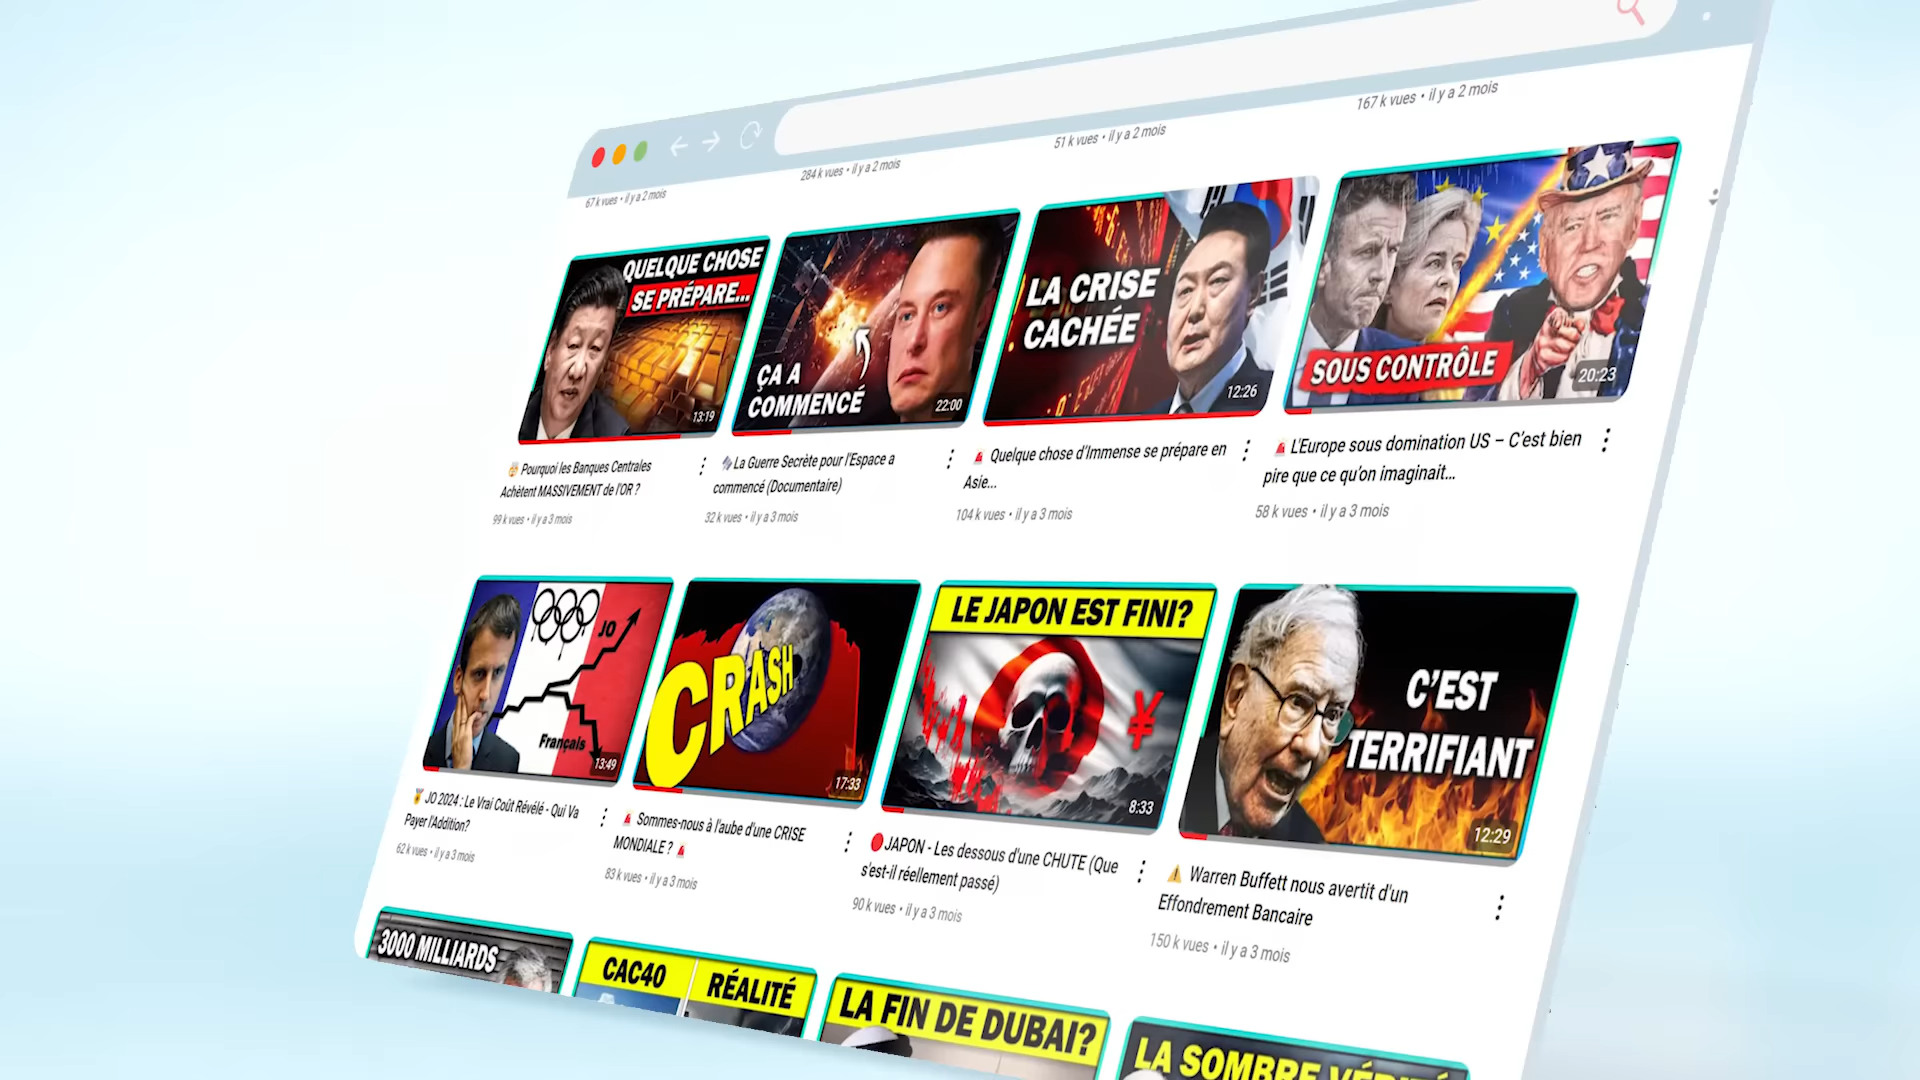 67 k vues • il y a 2 mois
284 k vues • il y a 2 mois
51 k vues • il y a 2 mois
167 k vues • il y a 2 mois
QUELQUE CHOSE
SE PRÉPARE...
13:19
ÇA A
COMMENCÉ
22:00
LA CRISE
CACHÉE
12:26
SOUS CONTRÔLE
20:23
Pourquoi les Banques Centrales
Achètent MASSIVEMENT de l'OR ?
99 k vues • il y a 3 mois
La Guerre Secrète pour l'Espace a
commencé (Documentaire)
32 k vues • il y a 3 mois
Quelque chose d'Immense se prépare en
Asie...
104 k vues • il y a 3 mois
L'Europe sous domination US – C'est bien
pire que ce qu'on imaginait...
58 k vues • il y a 3 mois
JO
Français
13:49
CRASH
17:33
LE JAPON EST FINI?
¥
8:33
C'EST
TERRIFIANT
12:29
JO 2024 : Le Vrai Coût Révélé - Qui Va
Payer l'Addition?
62 k vues • il y a 3 mois
Sommes-nous à l'aube d'une CRISE
MONDIALE ?
83 k vues • il y a 3 mois
JAPON - Les dessous d'une CHUTE (Que
s'est-il réellement passé)
90 k vues • il y a 3 mois
Warren Buffett nous avertit d'un
Effondrement Bancaire
150 k vues • il y a 3 mois
3000 MILLIARDS
CAC40
RÉALITÉ
LA FIN DE DUBAI?
LA SOMBRE VÉRITÉ